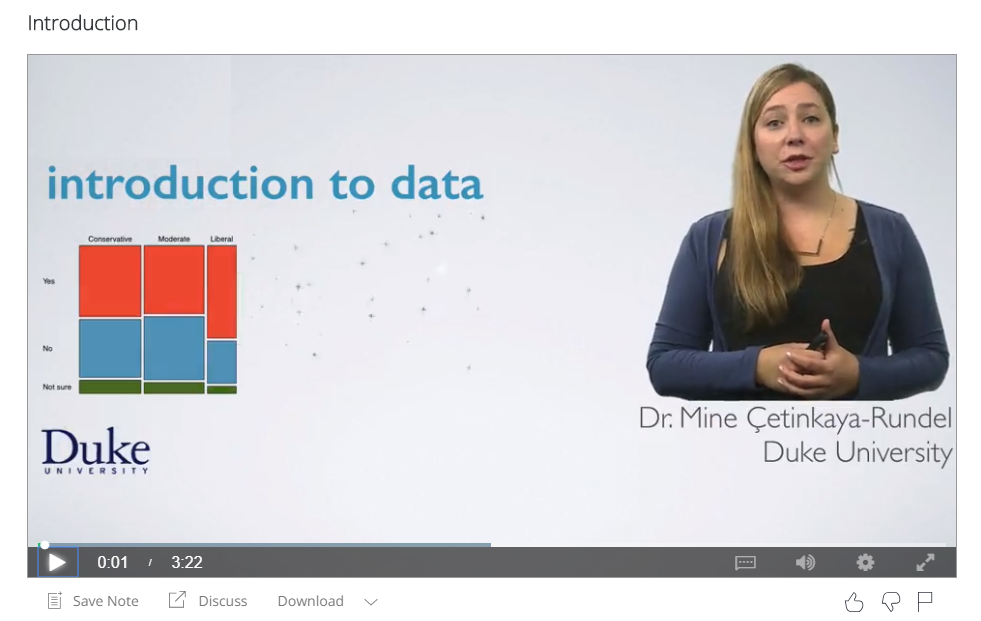 Introduction
introduction to data
Conservative Moderate Liberal
Yes
No
Not sure
Duke
UNIVERSITY
Dr. Mine Çetinkaya-Rundel
Duke University
0:01 / 3:22
Save Note Discuss Download